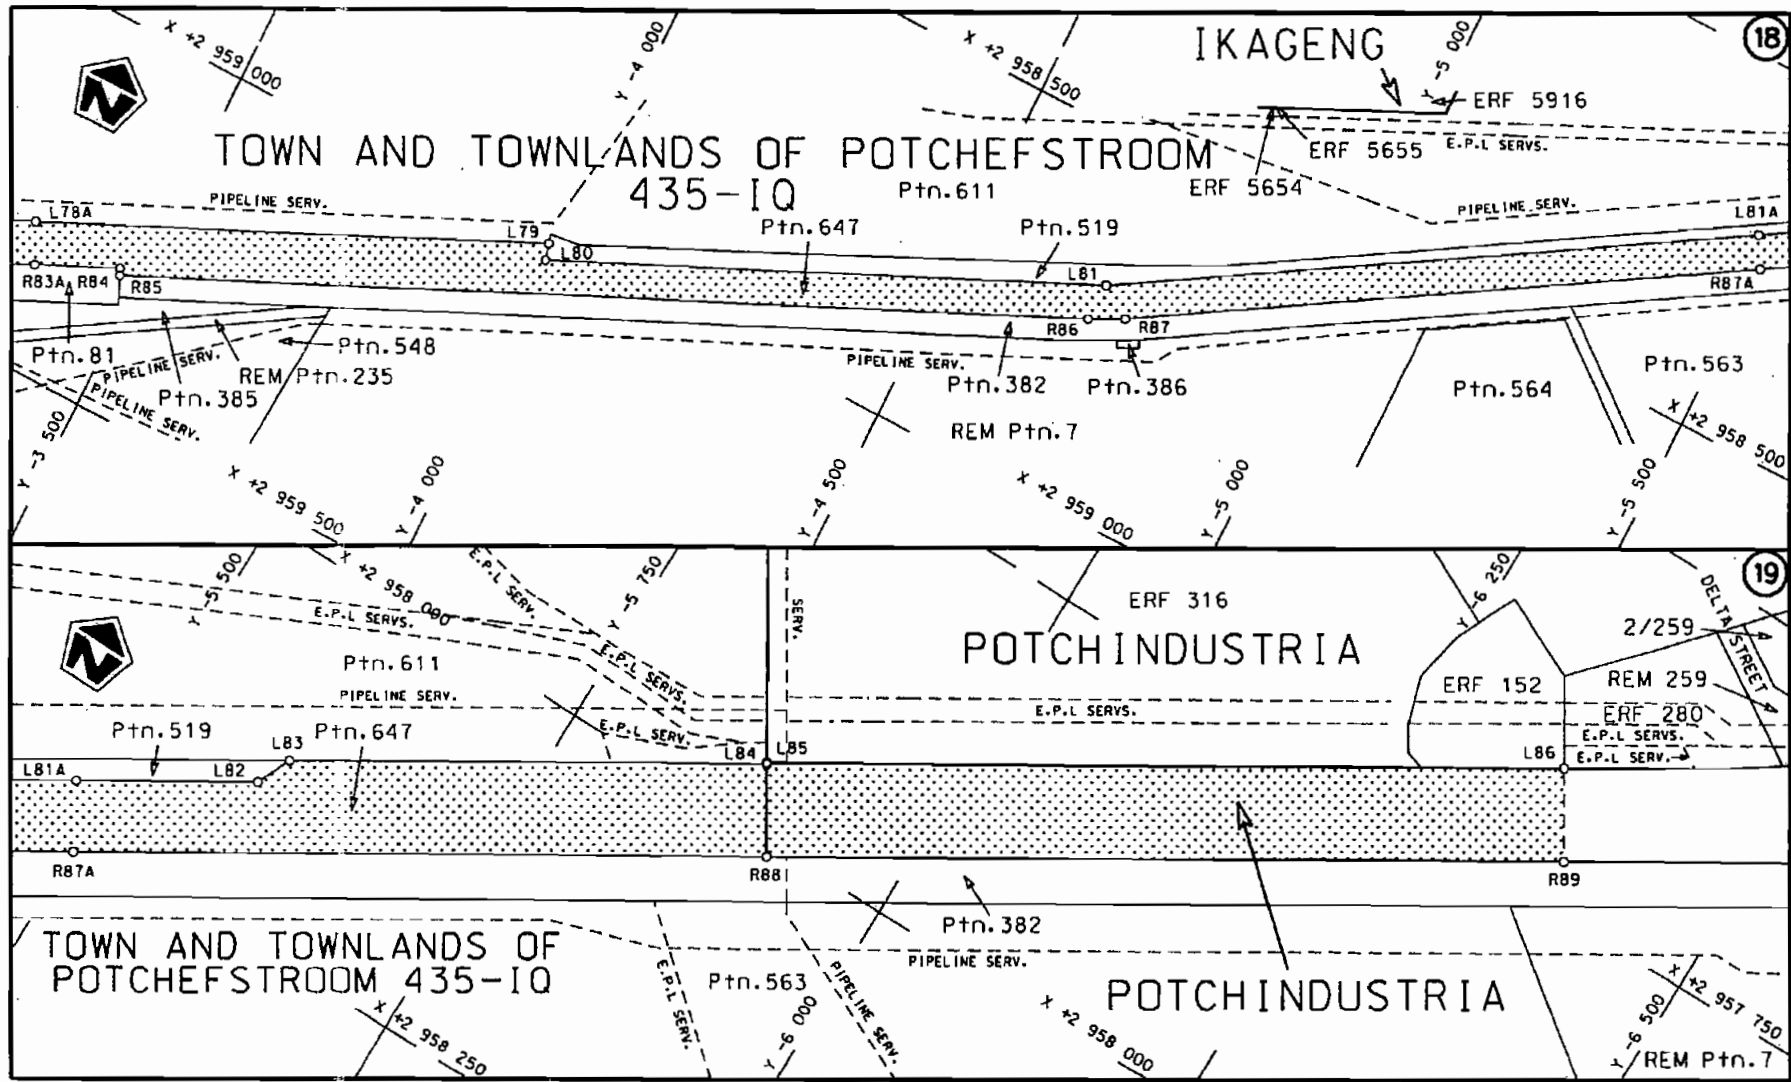 X +2 959 000
Y -4 000
X +2 958 500
IKAGENG
Y -5 000
18
ERF 5916
TOWN AND TOWNLANDS OF POTCHEFSTROOM
435-IQ
Ptn.611
ERF 5655
E.P.L SERVS.
ERF 5654
PIPELINE SERV.
PIPELINE SERV.
L78A
L79
L80
Ptn.647
Ptn.519
L81
L81A
R83A
R84
R85
R86
R87
R87A
Ptn.81
PIPELINE SERV.
PIPELINE SERV.
Ptn.385
REM Ptn.235
Ptn.548
PIPELINE SERV.
Ptn.382
Ptn.386
REM Ptn.7
Ptn.564
Ptn.563
X +2 958 500
Y -3 500
X +2 959 500
Y -4 000
Y -4 500
X +2 959 000
Y -5 000
Y -5 500
Y -5 500
X +2 958 000
E.P.L SERV.
Y -5 750
SERV.
ERF 316
Y -6 250
DELTA STREET
19
E.P.L SERVS.
POTCHINDUSTRIA
2/259
Ptn.611
E.P.L SERVS.
ERF 152
REM 259
PIPELINE SERV.
E.P.L SERVS.
ERF 280
Ptn.519
Ptn.647
E.P.L SERV.
E.P.L SERVS.
L81A
L82
L83
L84
L85
L86
E.P.L SERV.
R87A
R88
R89
Ptn.382
TOWN AND TOWNLANDS OF
POTCHEFSTROOM 435-IQ
E.P.L SERV.
Ptn.563
PIPELINE SERV.
PIPELINE SERV.
POTCHINDUSTRIA
X +2 958 250
Y -6 000
X +2 958 000
Y -6 500
X +2 957 750
REM Ptn.7